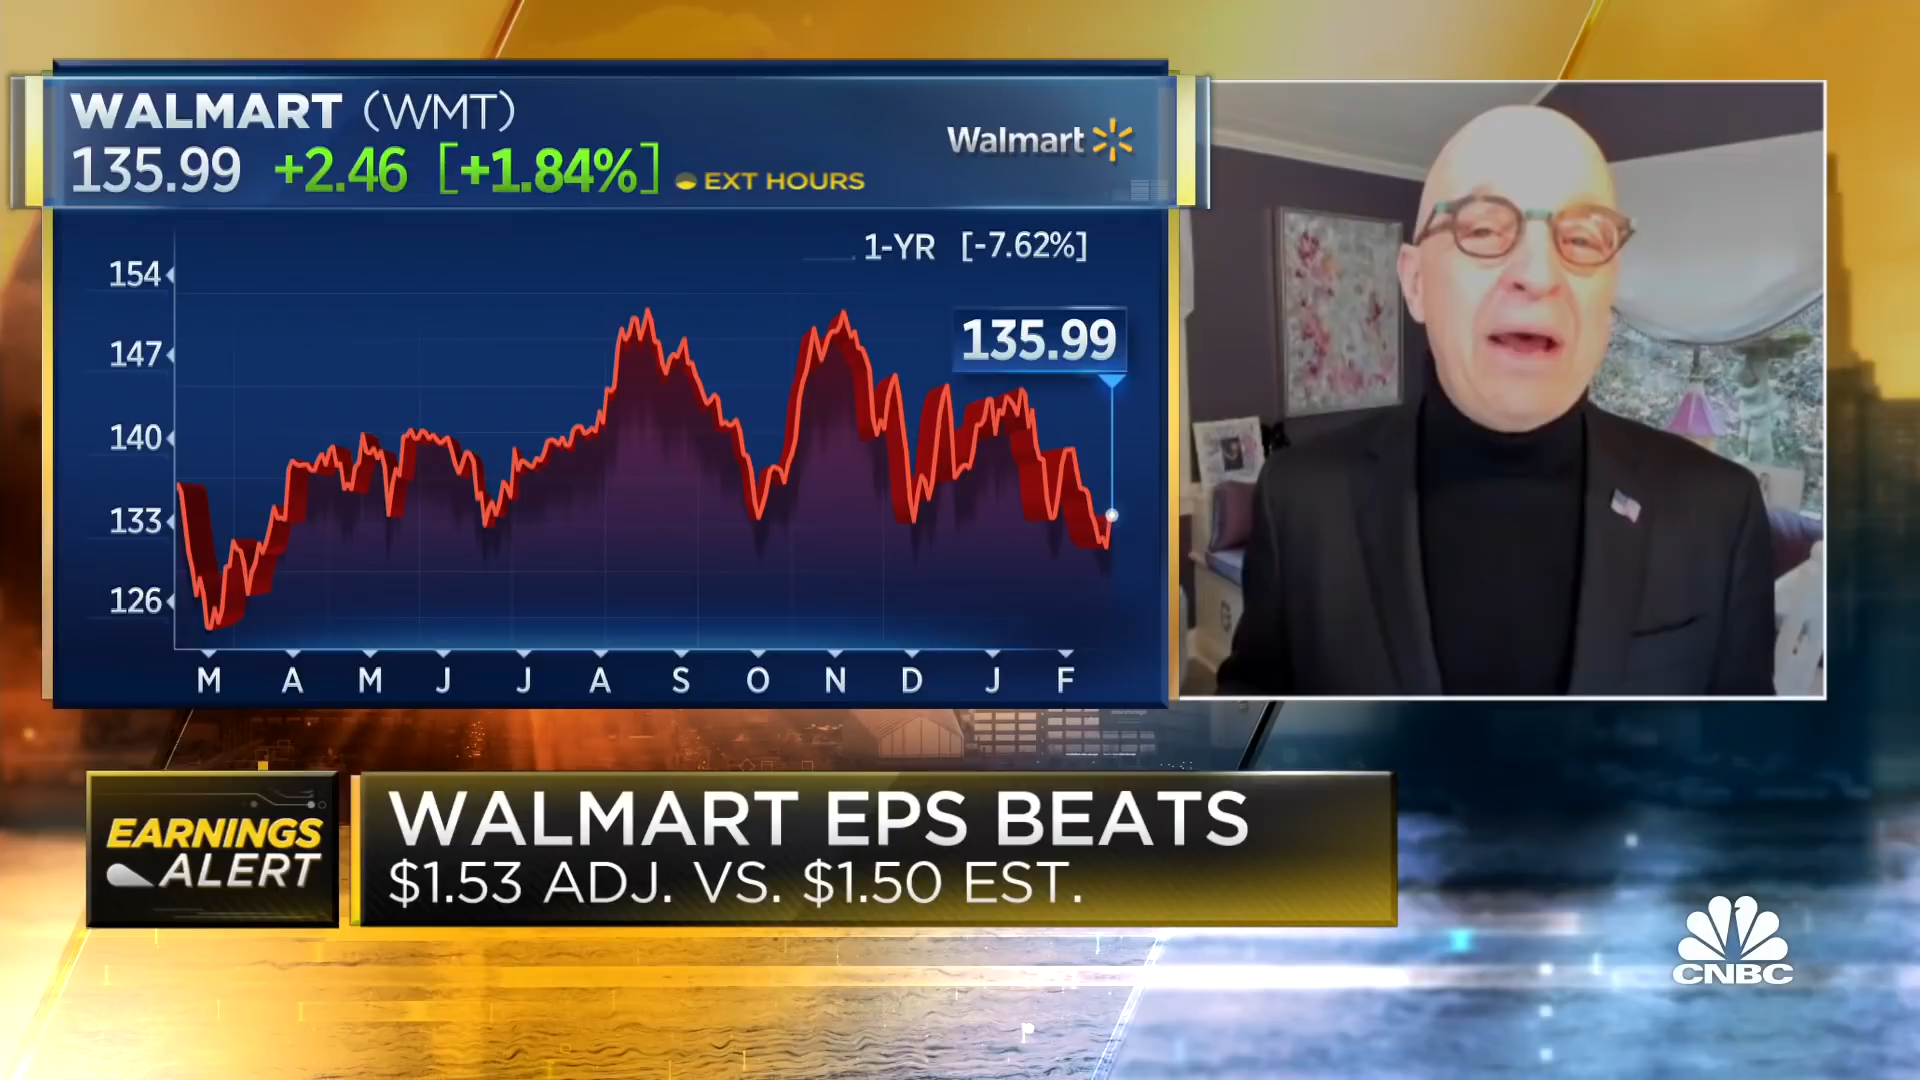 WALMART (WMT)
135.99 +2.46 [+1.84%] EXT HOURS
Walmart
1-YR [-7.62%]
135.99
154
147
140
133
126
M A M J J A S O N D J F
EARNINGS
ALERT
WALMART EPS BEATS
$1.53 ADJ. VS. $1.50 EST.
CNBC